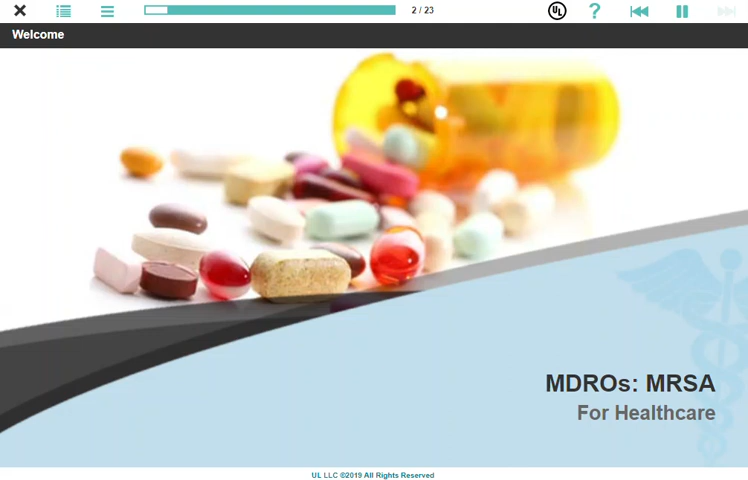 2 / 23
UL
?
Welcome
MDROs: MRSA
For Healthcare
UL LLC ©2019 All Rights Reserved